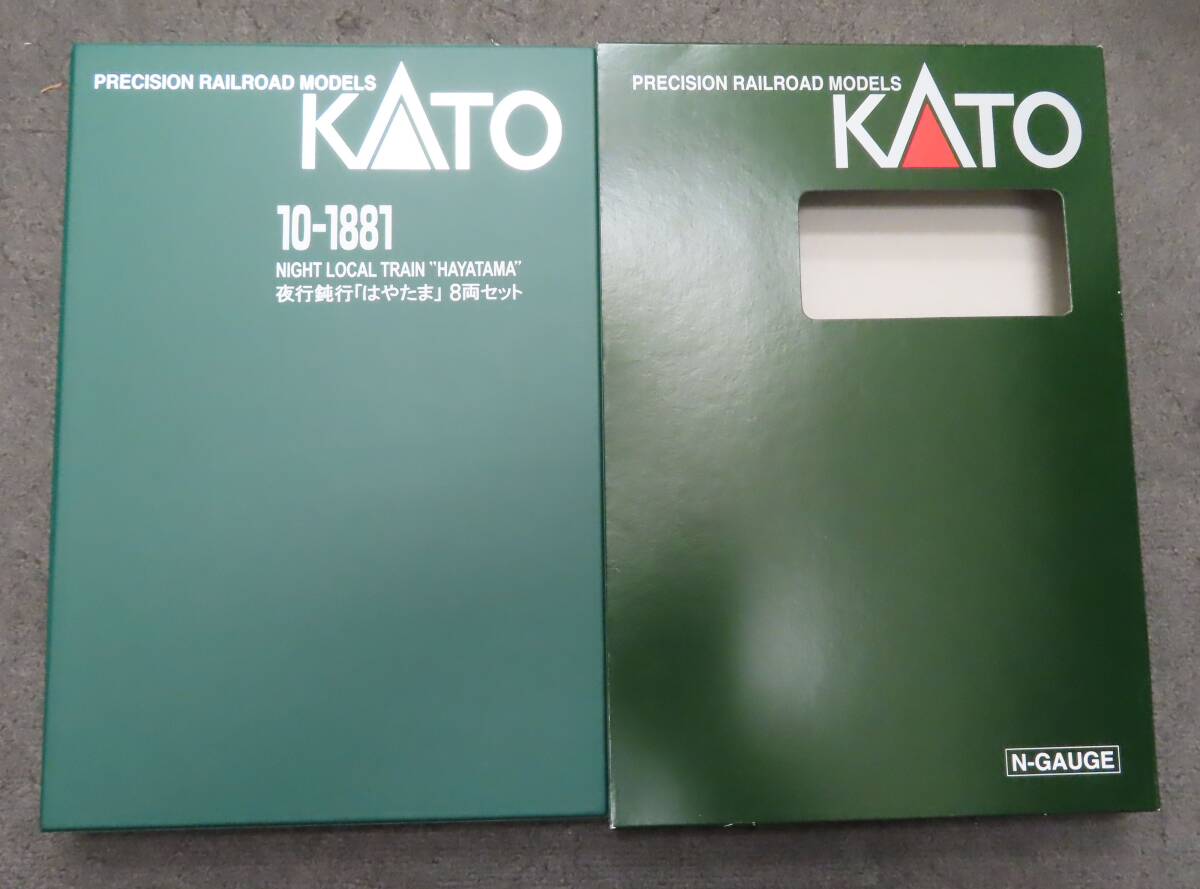 PRECISION RAILROAD MODELS
KATO
10-1881
NIGHT LOCAL TRAIN "HAYATAMA"
夜行鈍行「はやたま」 8両セット
PRECISION RAILROAD MODELS
KATO
N-GAUGE